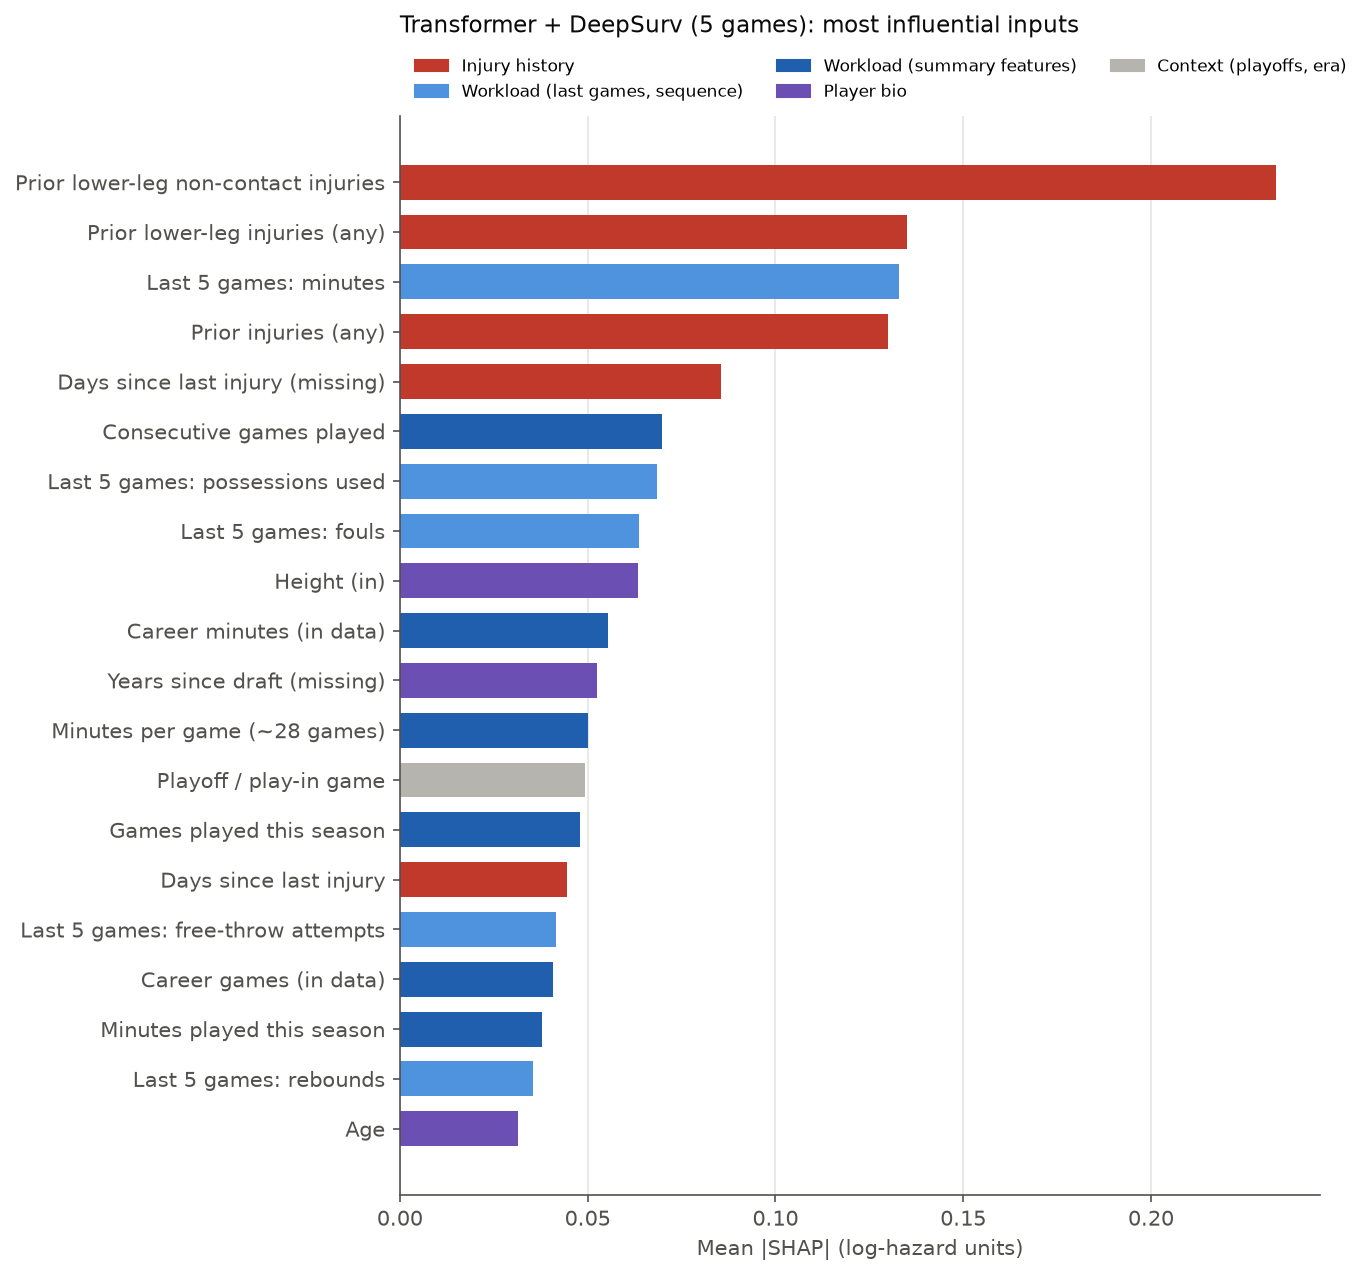 Transformer + DeepSurv (5 games): most influential inputs
Injury history
Workload (last games, sequence)
Workload (summary features)
Player bio
Context (playoffs, era)
Prior lower-leg non-contact injuries
Prior lower-leg injuries (any)
Last 5 games: minutes
Prior injuries (any)
Days since last injury (missing)
Consecutive games played
Last 5 games: possessions used
Last 5 games: fouls
Height (in)
Career minutes (in data)
Years since draft (missing)
Minutes per game (~28 games)
Playoff / play-in game
Games played this season
Days since last injury
Last 5 games: free-throw attempts
Career games (in data)
Minutes played this season
Last 5 games: rebounds
Age
0.00 0.05 0.10 0.15 0.20
Mean |SHAP| (log-hazard units)